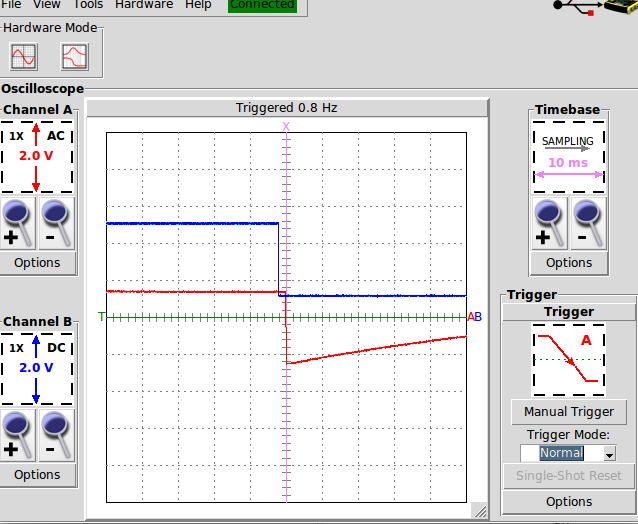 File View Tools Hardware Help Connected
Hardware Mode
Oscilloscope
Channel A
1X AC
2.0 V
+ -
Options
Channel B
1X DC
2.0 V
+ -
Options
Triggered 0.8 Hz
X
T
AB
Timebase
SAMPLING
10 ms
+ -
Options
Trigger
Trigger
A
Manual Trigger
Trigger Mode:
Normal
Single-Shot Reset
Options